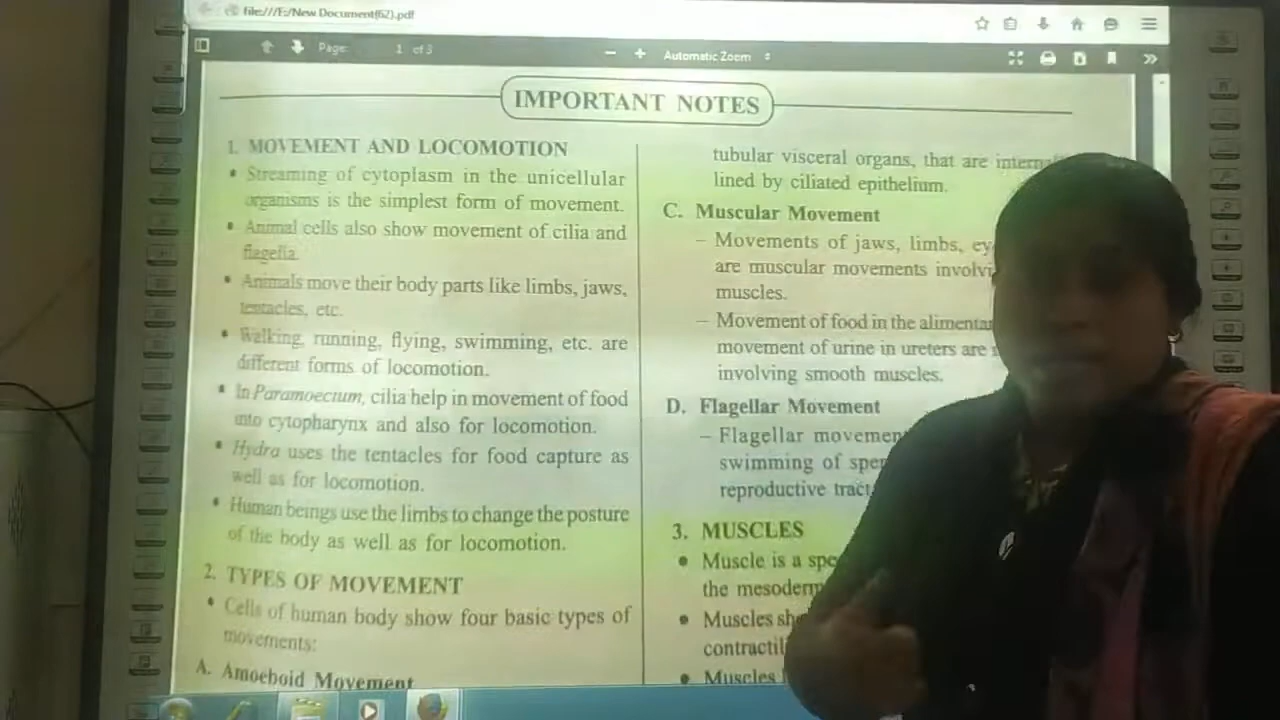 file:///E:/New Document(62).pdf
Page: 1 of 3
Automatic Zoom
IMPORTANT NOTES
1. MOVEMENT AND LOCOMOTION
• Streaming of cytoplasm in the unicellular
organisms is the simplest form of movement.
• Animal cells also show movement of cilia and
flagella.
• Animals move their body parts like limbs, jaws,
tentacles, etc.
• Walking, running, flying, swimming, etc. are
different forms of locomotion.
• In Paramoecium, cilia help in movement of food
into cytopharynx and also for locomotion.
• Hydra uses the tentacles for food capture as
well as for locomotion.
• Human beings use the limbs to change the posture
of the body as well as for locomotion.
2. TYPES OF MOVEMENT
• Cells of human body show four basic types of
movements:
A. Amoeboid Movement
tubular visceral organs, that are
lined by ciliated epithelium.
C. Muscular Movement
– Movements of jaws, limbs,
are muscular movements
muscles.
– Movement of food in the
movement of urine in ureters are
involving smooth muscles.
D. Flagellar Movement
– Flagellar
swimming of
reproductive
3. MUSCLES
• Muscle is a
the
• Muscles
• Muscles